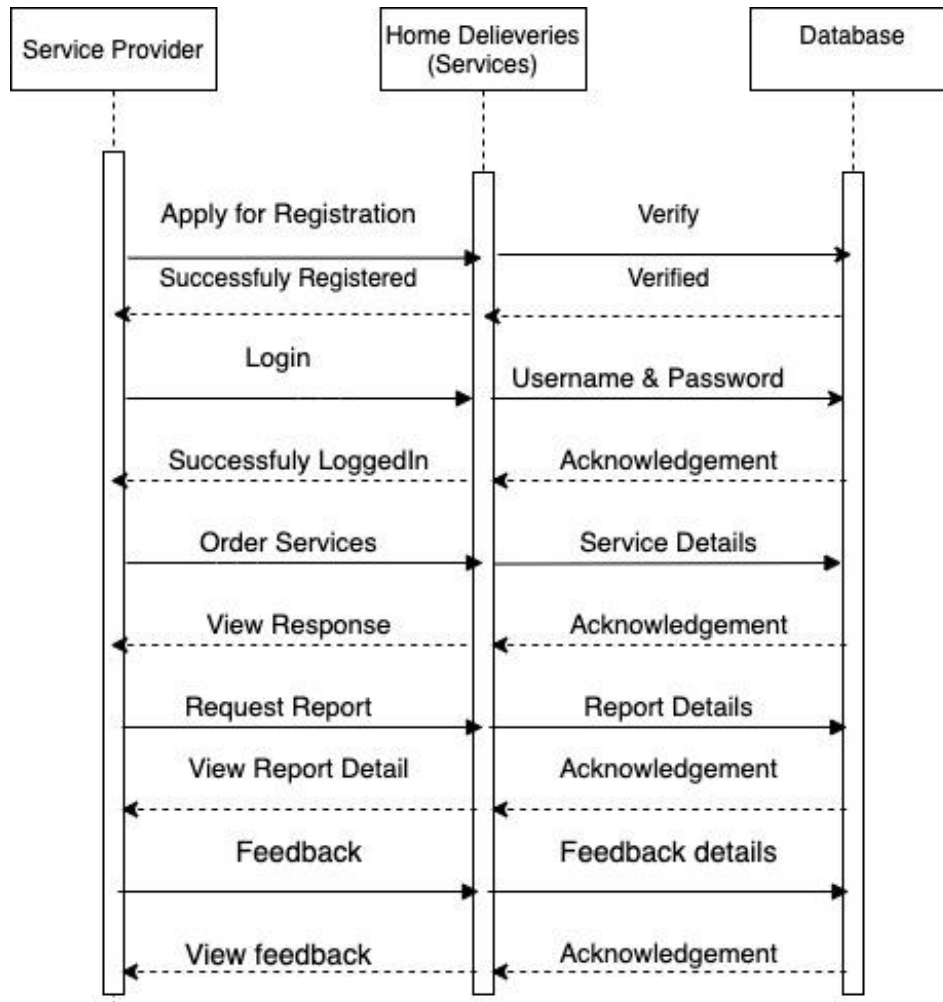 Service Provider
Home Delieveries
(Services)
Database
Apply for Registration
Verify
Successfuly Registered
Verified
Login
Username & Password
Successfuly LoggedIn
Acknowledgement
Order Services
Service Details
View Response
Acknowledgement
Request Report
Report Details
View Report Detail
Acknowledgement
Feedback
Feedback details
View feedback
Acknowledgement